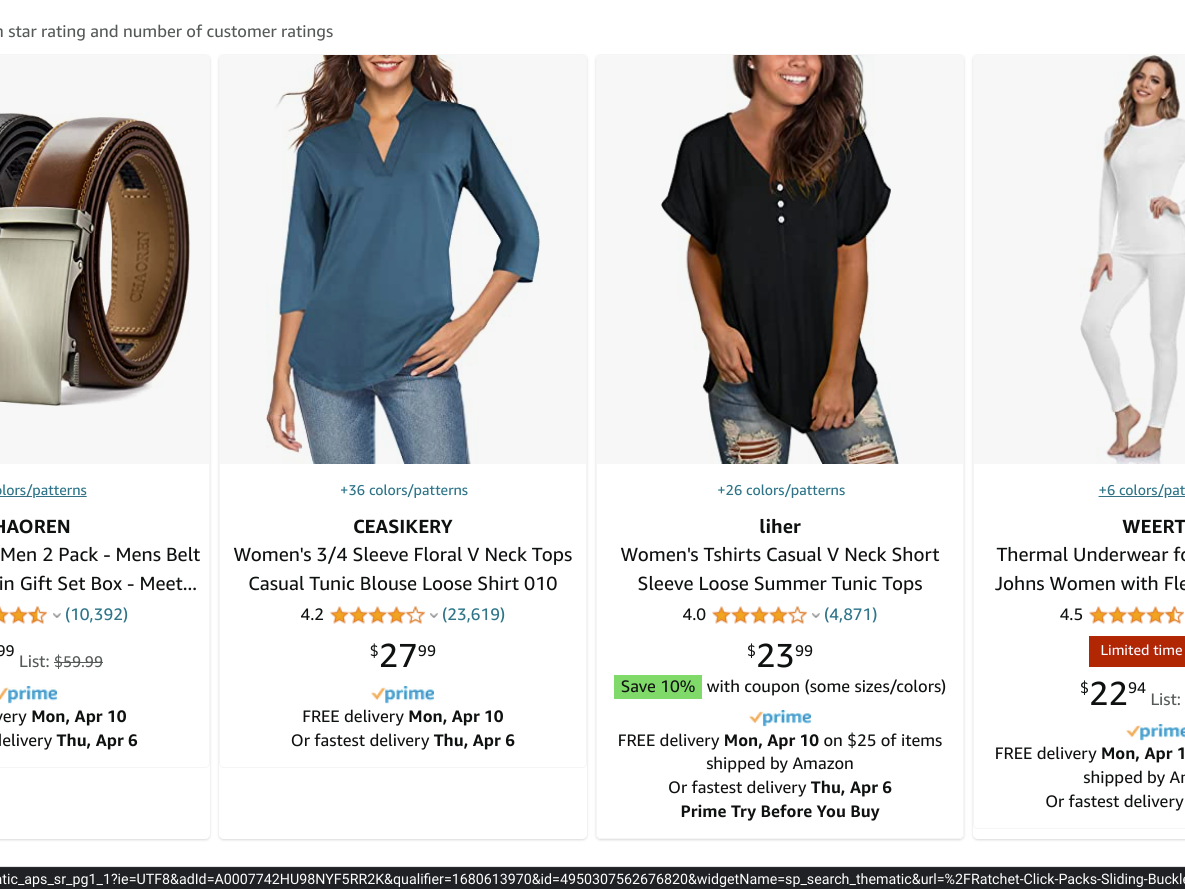 n star rating and number of customer ratings
CHAOREN
olors/patterns
HAOREN
Men 2 Pack - Mens Belt
in Gift Set Box - Meet...
(10,392)
99 List: $59.99
prime
very Mon, Apr 10
delivery Thu, Apr 6
+36 colors/patterns
CEASIKERY
Women's 3/4 Sleeve Floral V Neck Tops
Casual Tunic Blouse Loose Shirt 010
4.2 (23,619)
$27 99
prime
FREE delivery Mon, Apr 10
Or fastest delivery Thu, Apr 6
+26 colors/patterns
liher
Women's Tshirts Casual V Neck Short
Sleeve Loose Summer Tunic Tops
4.0 (4,871)
$23 99
Save 10% with coupon (some sizes/colors)
prime
FREE delivery Mon, Apr 10 on $25 of items
shipped by Amazon
Or fastest delivery Thu, Apr 6
Prime Try Before You Buy
+6 colors/pat
WEERT
Thermal Underwear fo
Johns Women with Fle
4.5
Limited time
$22 94 List:
prime
FREE delivery Mon, Apr 1
shipped by Am
Or fastest delivery
ntic_aps_sr_pg1_1?ie=UTF8&adId=A0007742HU98NYF5RR2K&qualifier=1680613970&id=4950307562676820&widgetName=sp_search_thematic&url=%2FRatchet-Click-Packs-Sliding-Buckle